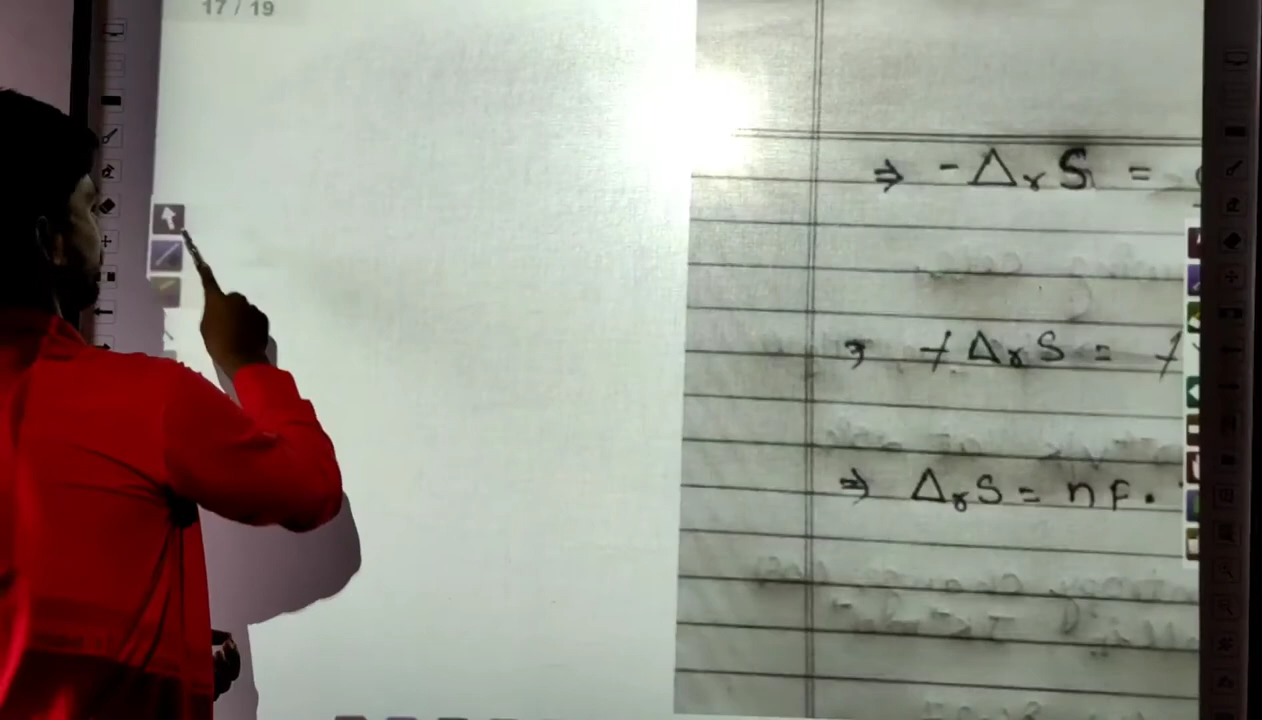 17 / 19
⇒ -ΔᵣS =
⇒ +ΔᵣS = +
⇒ ΔᵣS = nF.